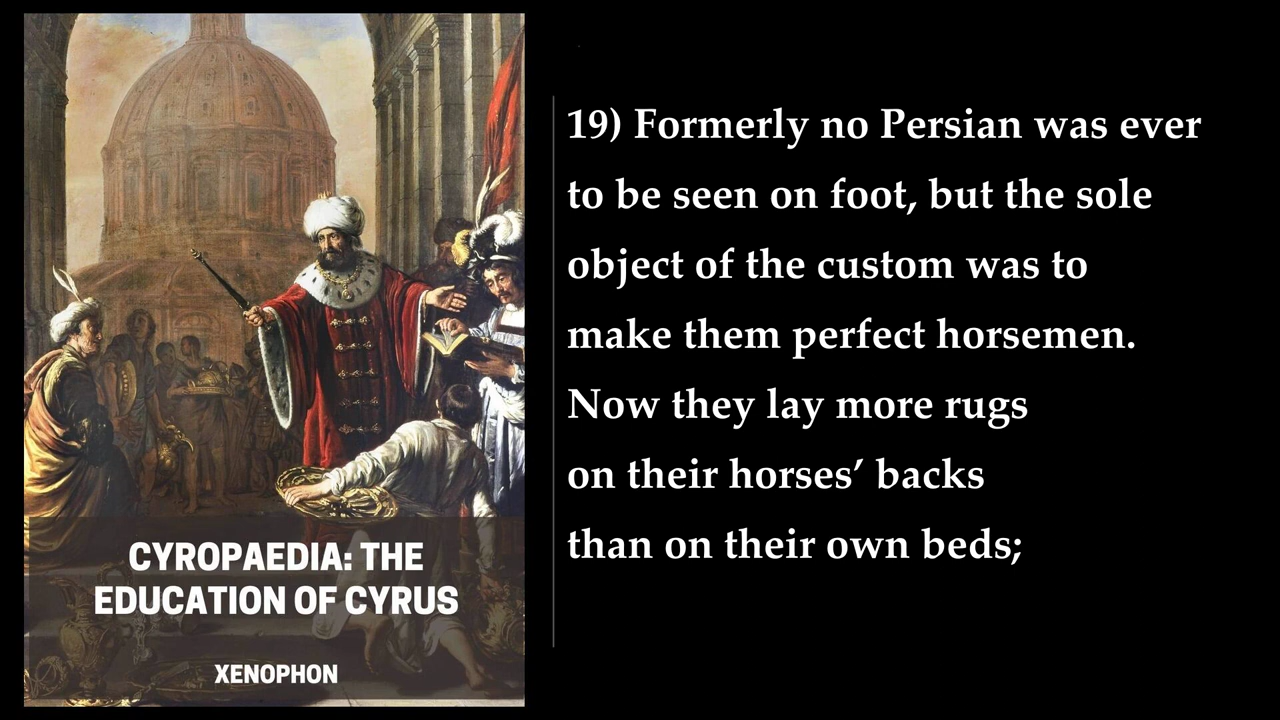 CYROPAEDIA: THE
EDUCATION OF CYRUS
XENOPHON
19) Formerly no Persian was ever
to be seen on foot, but the sole
object of the custom was to
make them perfect horsemen.
Now they lay more rugs
on their horses’ backs
than on their own beds;